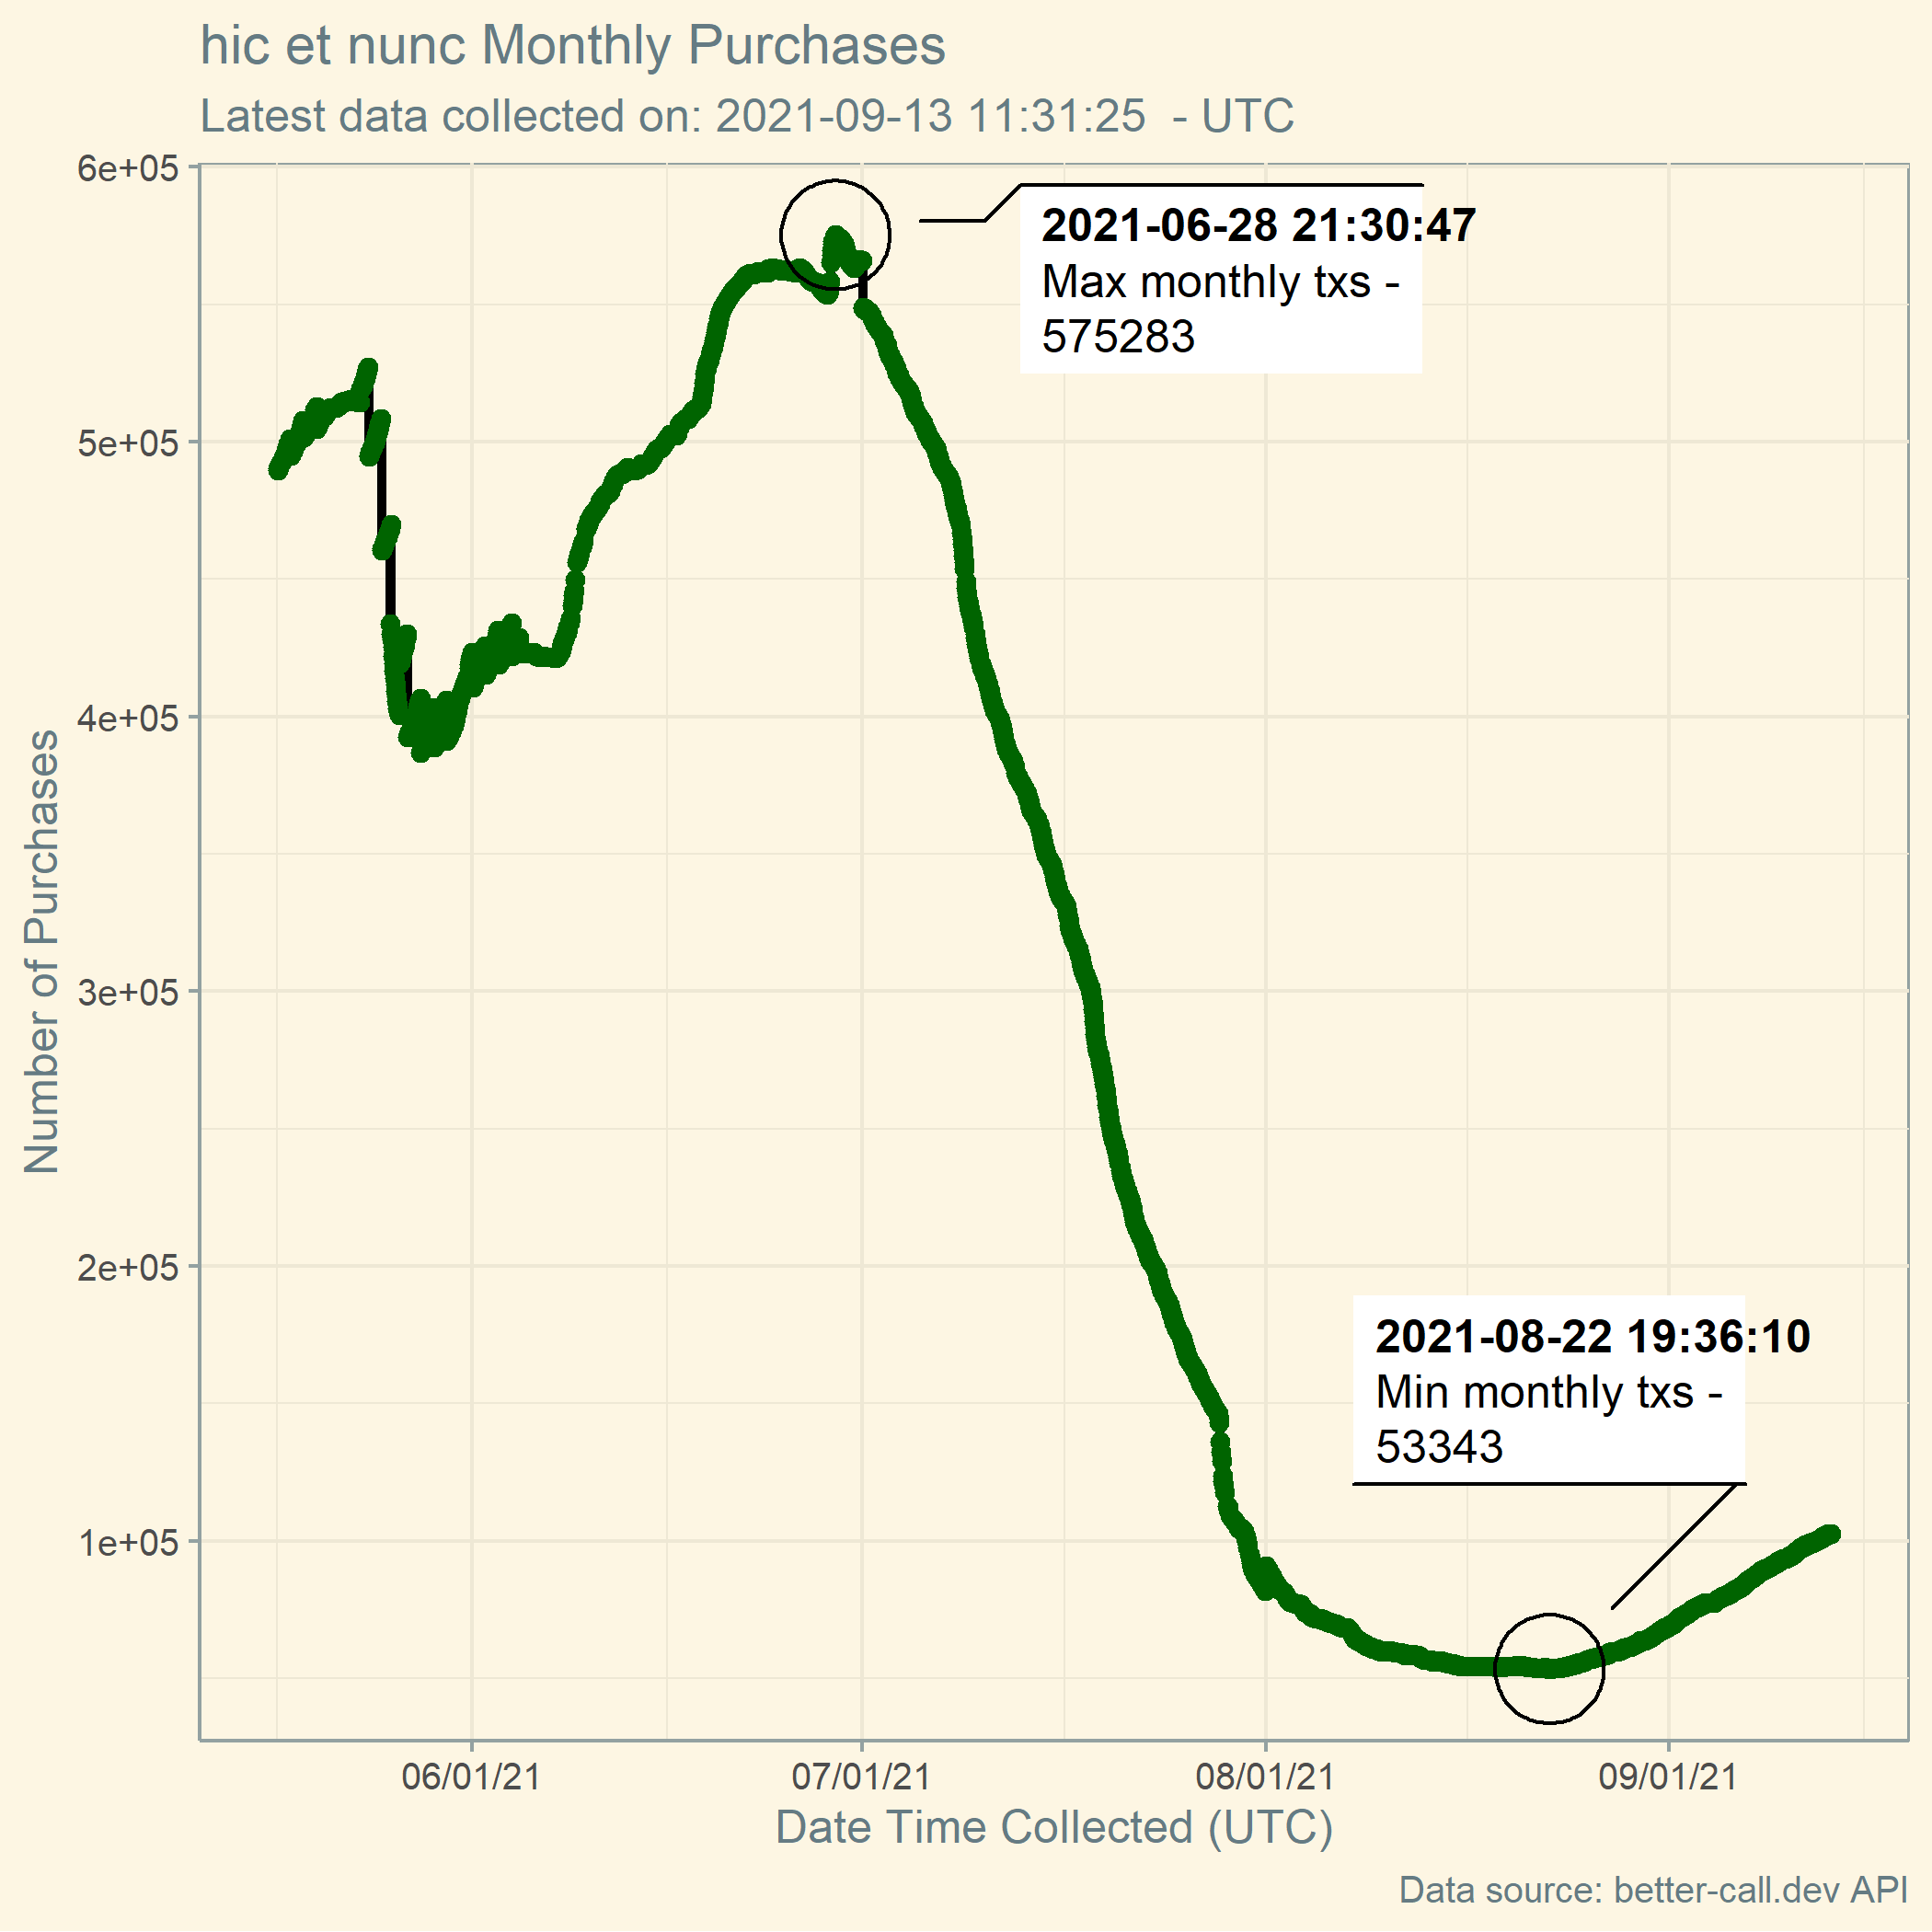 hic et nunc Monthly Purchases
Latest data collected on: 2021-09-13 11:31:25  - UTC
6e+05
5e+05
4e+05
3e+05
2e+05
1e+05
Number of Purchases
2021-06-28 21:30:47
Max monthly txs -
575283
2021-08-22 19:36:10
Min monthly txs -
53343
06/01/21
07/01/21
08/01/21
09/01/21
Date Time Collected (UTC)
Data source: better-call.dev API